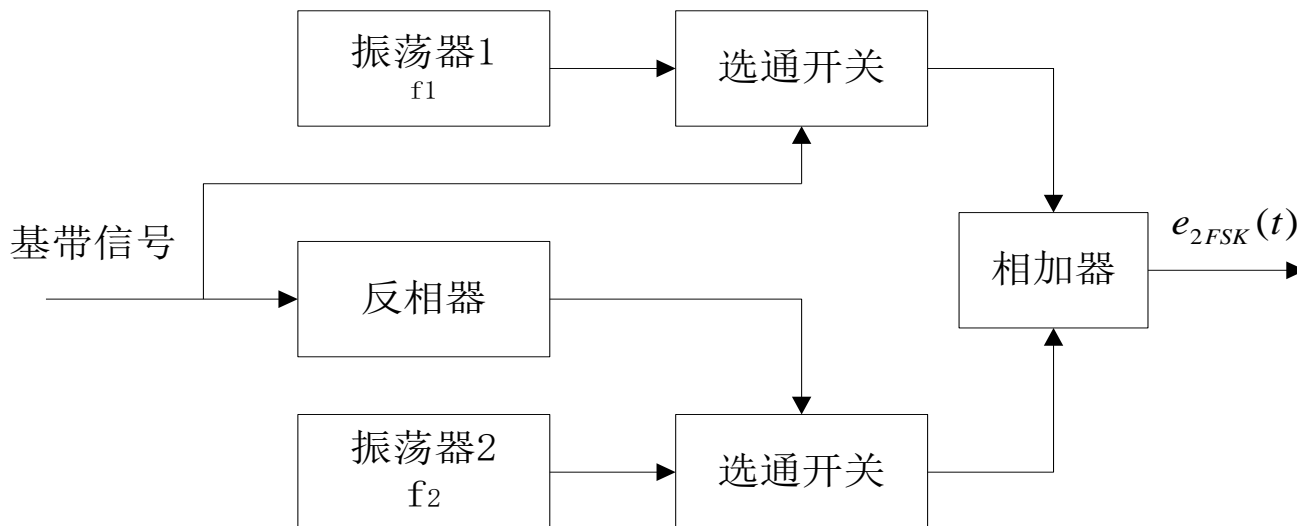 振荡器1
f1
选通开关
基带信号
反相器
相加器
e2FSK(t)
振荡器2
f2
选通开关